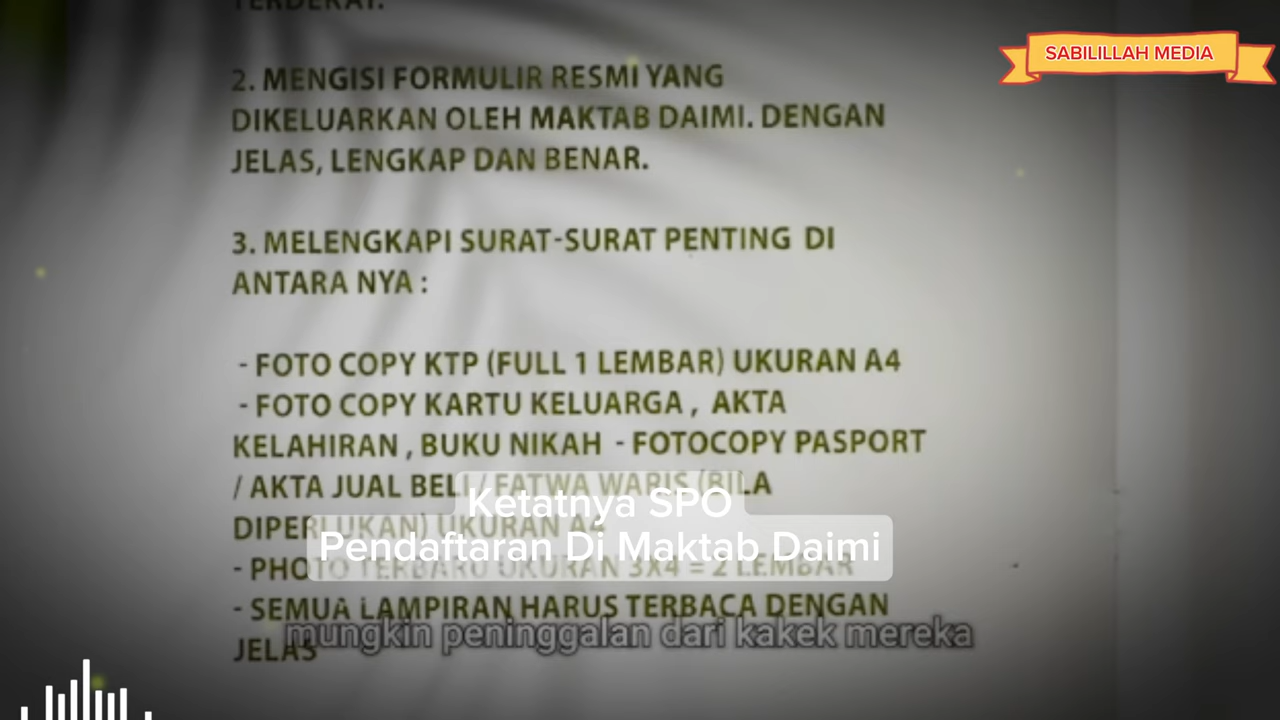 TERDEKAT.
SABILILLAH MEDIA
2. MENGISI FORMULIR RESMI YANG
DIKELUARKAN OLEH MAKTAB DAIMI. DENGAN
JELAS, LENGKAP DAN BENAR.
3. MELENGKAPI SURAT-SURAT PENTING DI
ANTARA NYA :
- FOTO COPY KTP (FULL 1 LEMBAR) UKURAN A4
- FOTO COPY KARTU KELUARGA , AKTA
KELAHIRAN , BUKU NIKAH - FOTOCOPY PASPORT
/ AKTA JUAL BELI / FATWA WARIS (BILA
DIPERLUKAN) UKURAN A4
- PHOTO TERBARU UKURAN 3X4 = 2 LEMBAR
- SEMUA LAMPIRAN HARUS TERBACA DENGAN
JELAS
Ketatnya SPO
Pendaftaran Di Maktab Daimi
mungkin peninggalan dari kakek mereka